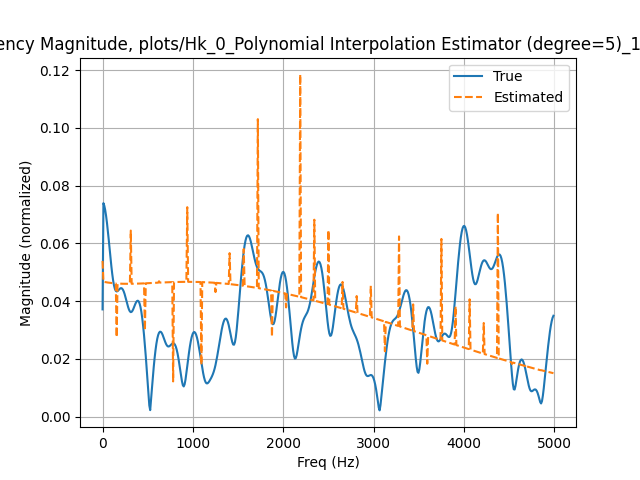 ency Magnitude, plots/Hk_0_Polynomial Interpolation Estimator (degree=5)_1
True
Estimated
Magnitude (normalized)
0.12
0.10
0.08
0.06
0.04
0.02
0.00
0 1000 2000 3000 4000 5000
Freq (Hz)